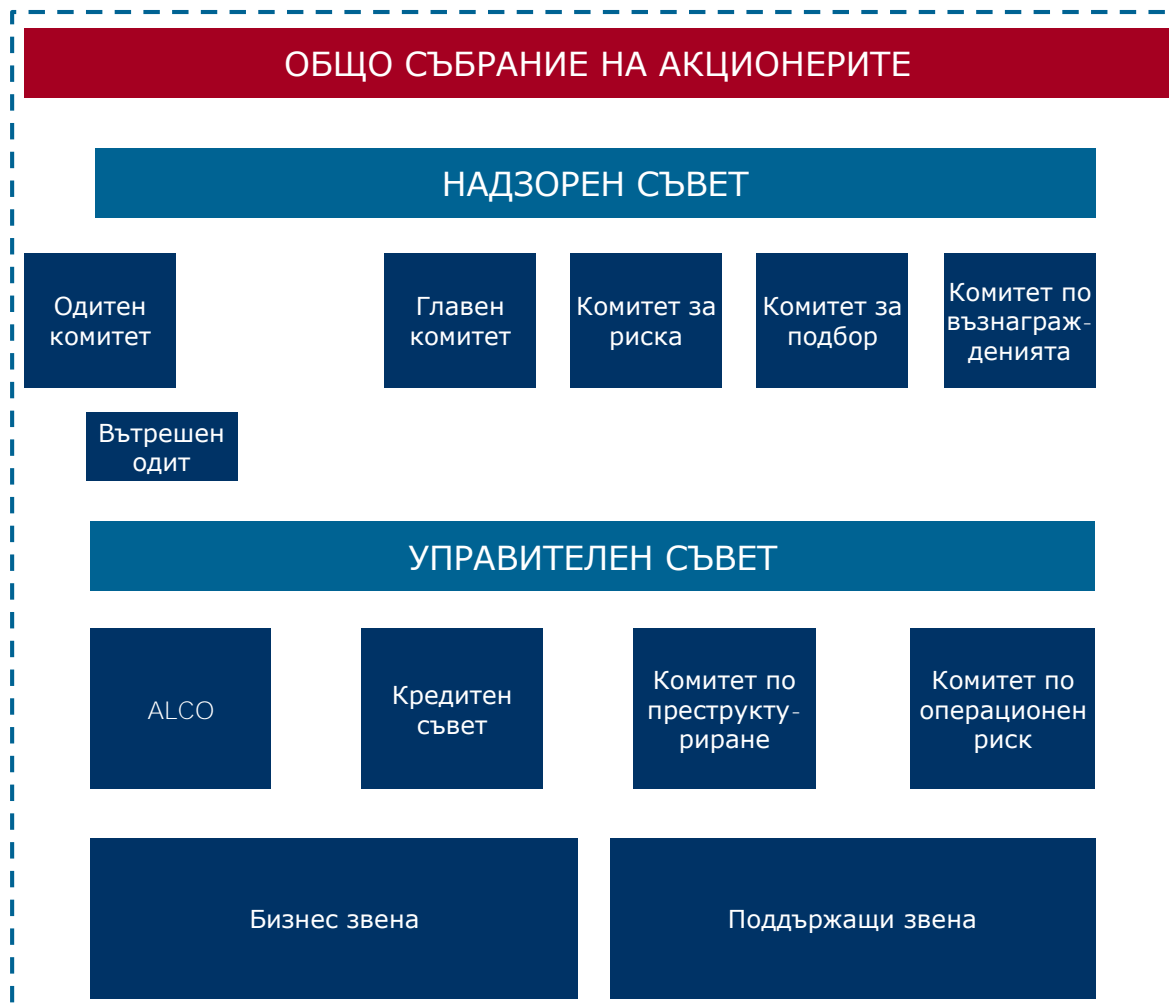 ОБЩО СЪБРАНИЕ НА АКЦИОНЕРИТЕ
НАДЗОРЕН СЪВЕТ
Одитен
комитет
Главен
комитет
Комитет за
риска
Комитет за
подбор
Комитет по
възнаграж-
денията
Вътрешен
одит
УПРАВИТЕЛЕН СЪВЕТ
ALCO
Кредитен
съвет
Комитет по
преструкту-
риране
Комитет по
операционен
риск
Бизнес звена
Поддържащи звена